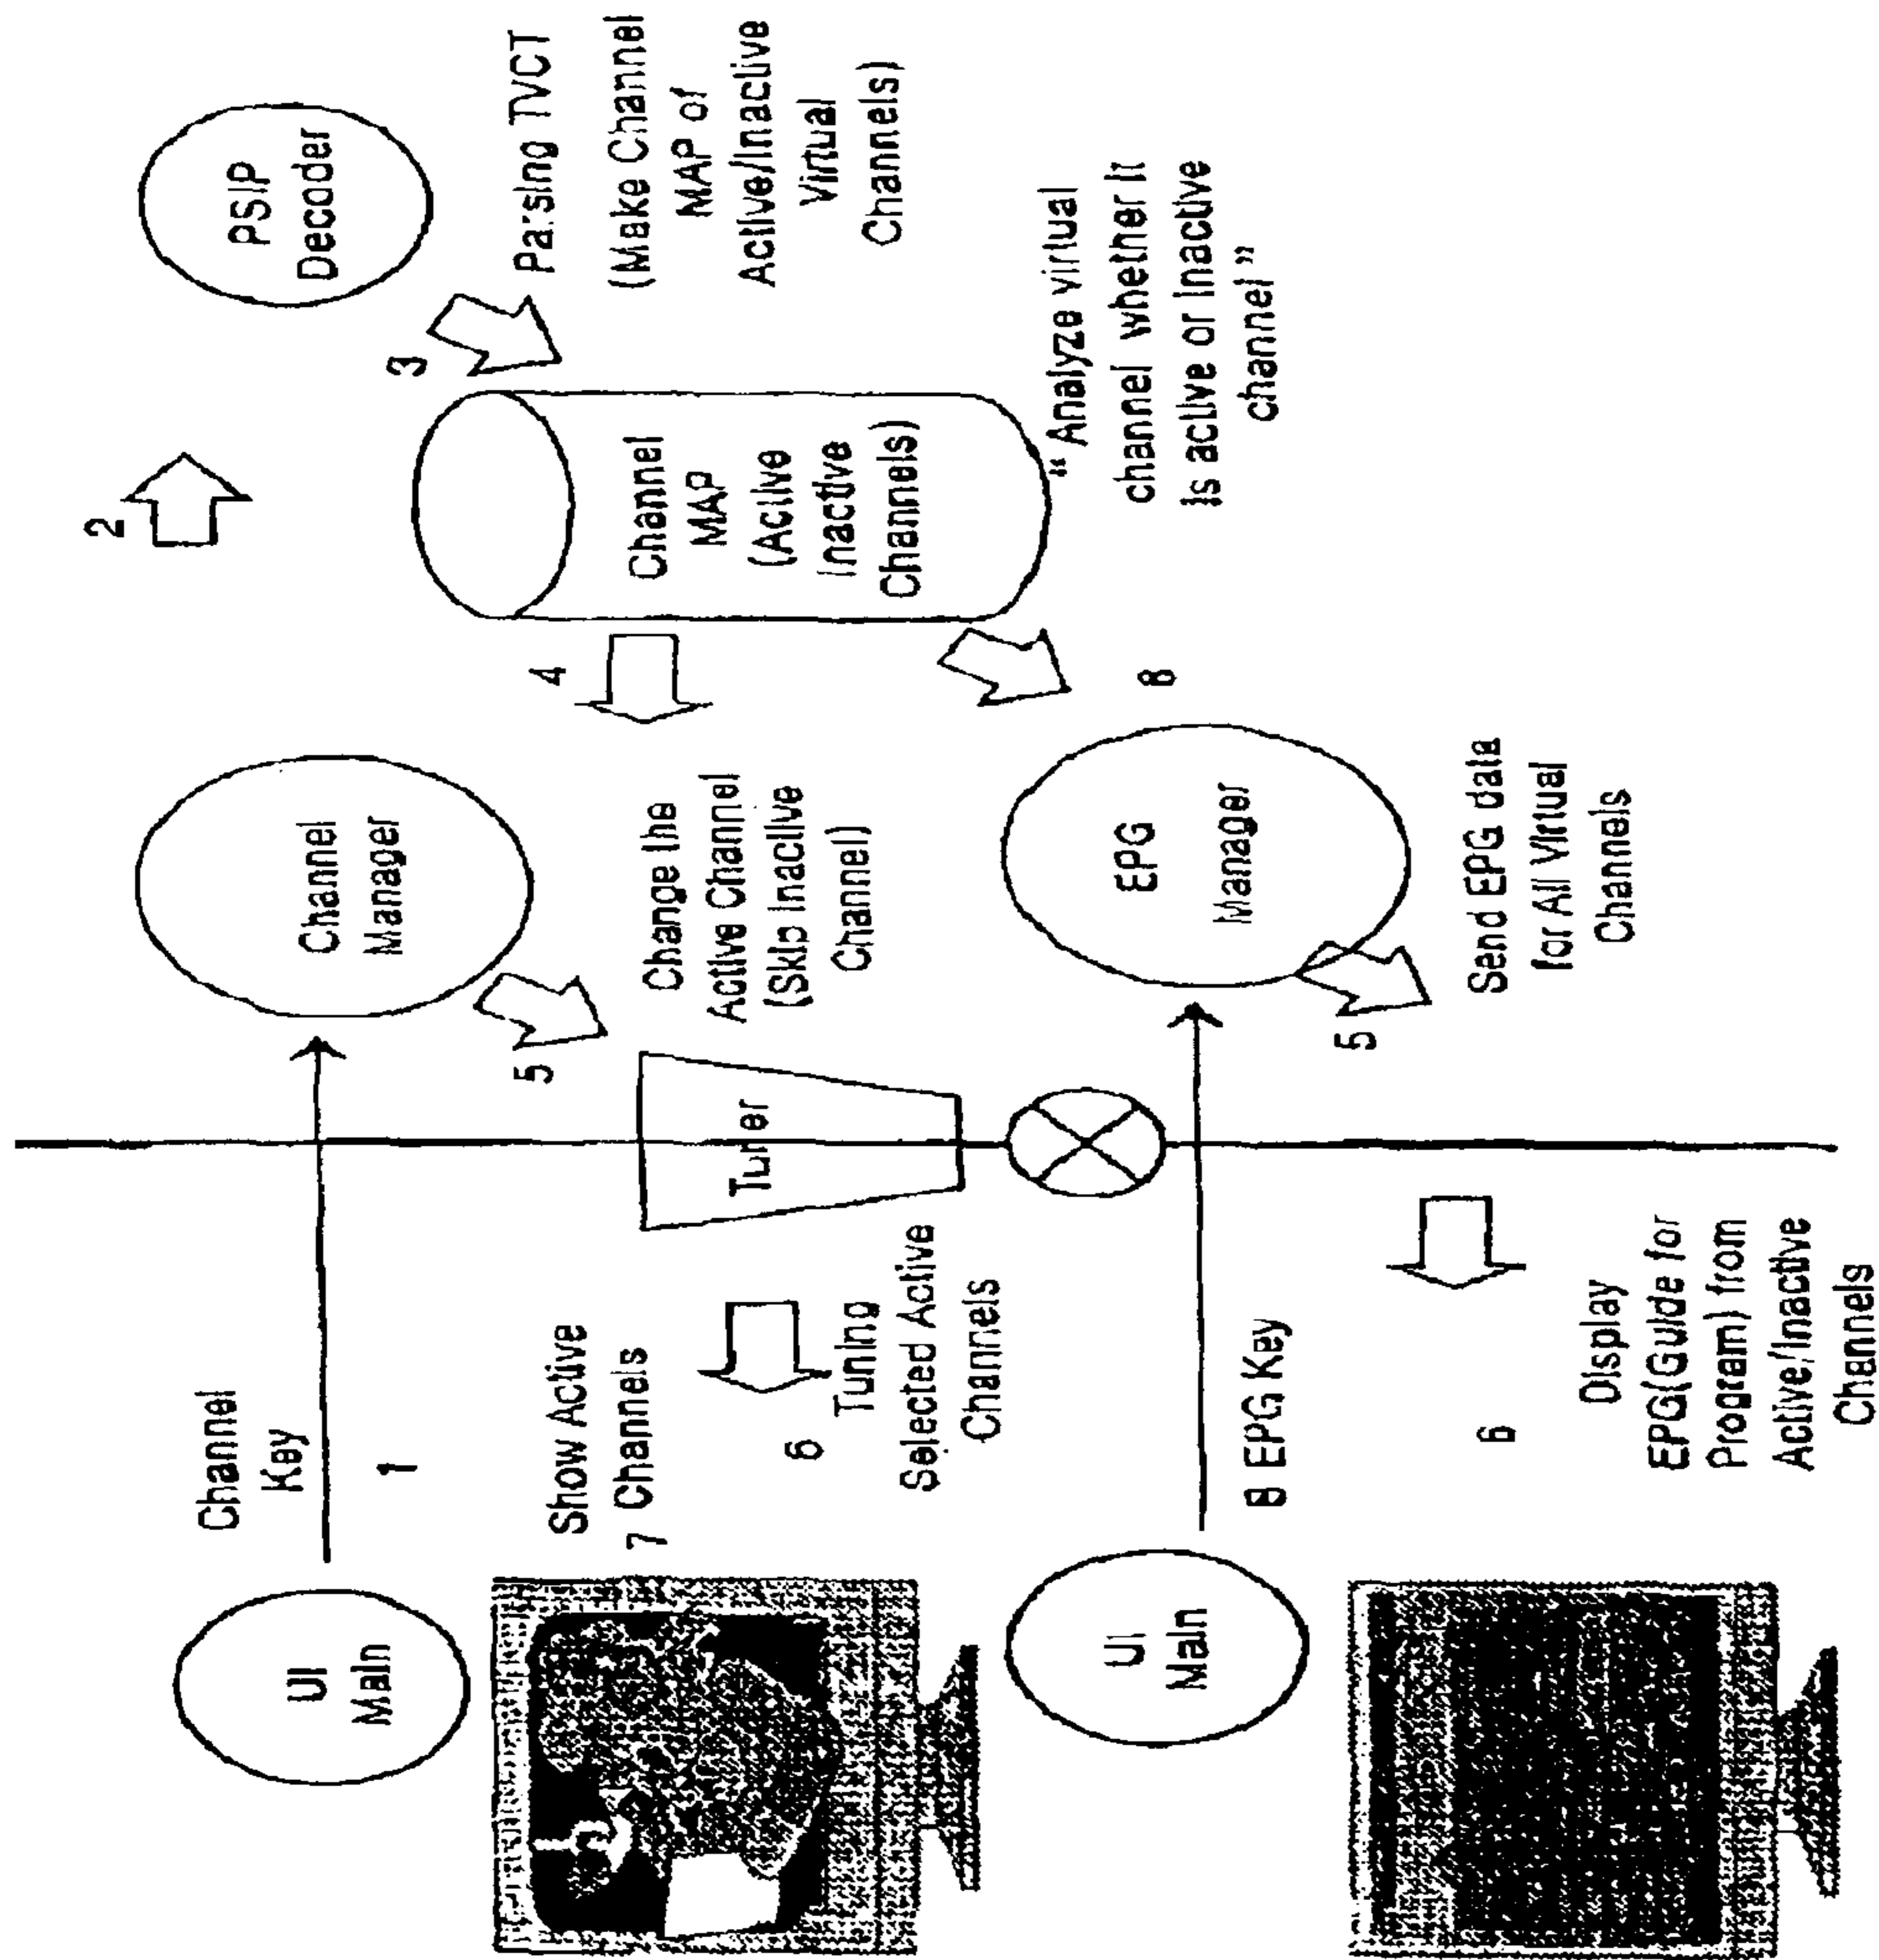 UI
Main
Channel
Key
1
Channel
Manager
2
PSIP
Decoder
3
Parsing TVCT
(Make Channel
MAP of
Active/Inactive
Virtual
Channels)
Channel
MAP
(Active
Inactive
Channels)
4
5
Change the
Active Channel
(Skip Inactive
Channel)
Tuner
Show Active
7 Channels
6
Tuning
Selected Active
Channels
“Analyze virtual
channel whether it
is active or inactive
channel”
8
UI
Main
8 EPG Key
EPG
Manager
5
Send EPG data
for All Virtual
Channels
6
Display
EPG(Guide for
Program) from
Active/Inactive
Channels